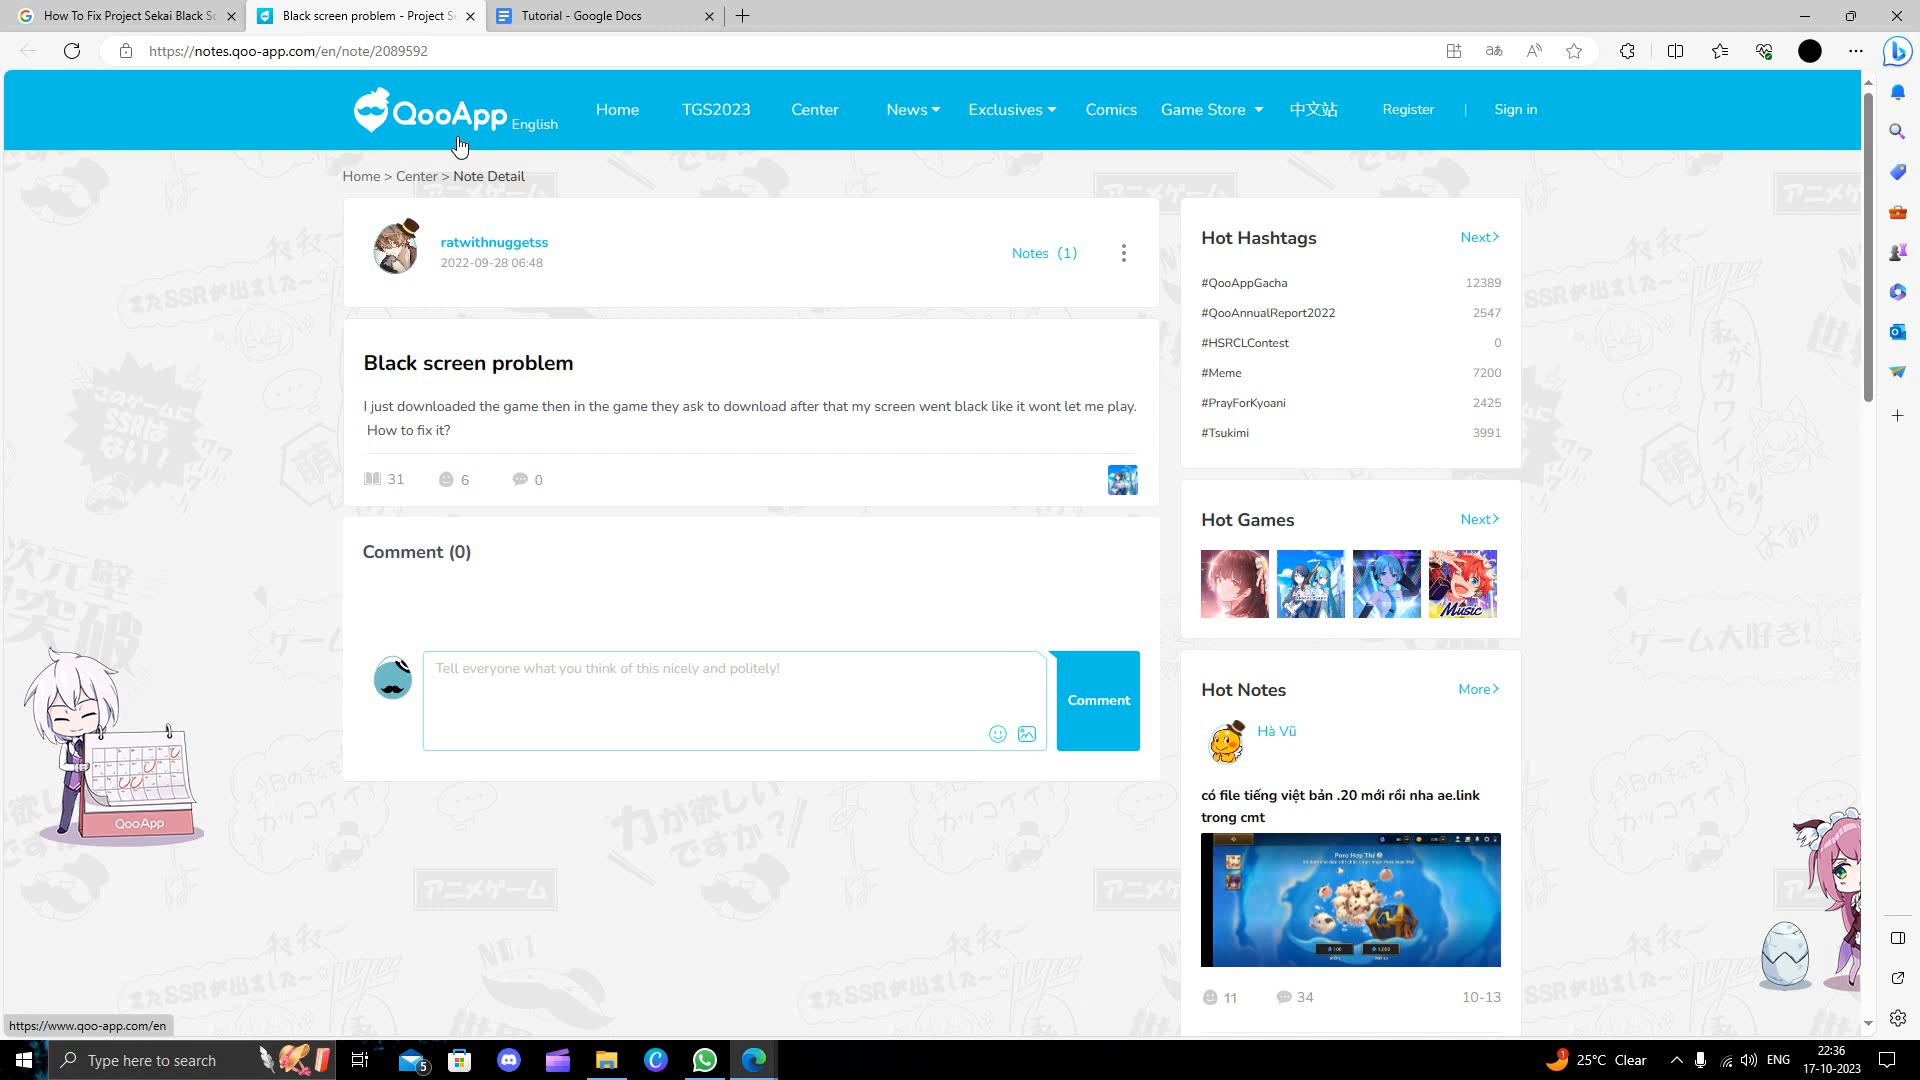 How To Fix Project Sekai Black Sc
Black screen problem - Project Se
Tutorial - Google Docs
https://notes.qoo-app.com/en/note/2089592
QooApp English
Home
TGS2023
Center
News
Exclusives
Comics
Game Store
中文站
Register
|
Sign in
Home > Center > Note Detail
ratwithnuggetss
2022-09-28 06:48
Notes (1)
Black screen problem
I just downloaded the game then in the game they ask to download after that my screen went black like it wont let me play.
How to fix it?
31
6
0
Comment (0)
Tell everyone what you think of this nicely and politely!
Comment
Hot Hashtags
Next>
#QooAppGacha 12389
#QooAnnualReport2022 2547
#HSRCLContest 0
#Meme 7200
#PrayForKyoani 2425
#Tsukimi 3991
Hot Games
Next>
Music
Hot Notes
More>
Hà Vũ
có file tiếng việt bản .20 mới rồi nha ae.link
trong cmt
Poro Hợp Thể
11
34
10-13
QooApp
https://www.qoo-app.com/en
Type here to search
5
1
25°C Clear
ENG
22:36
17-10-2023